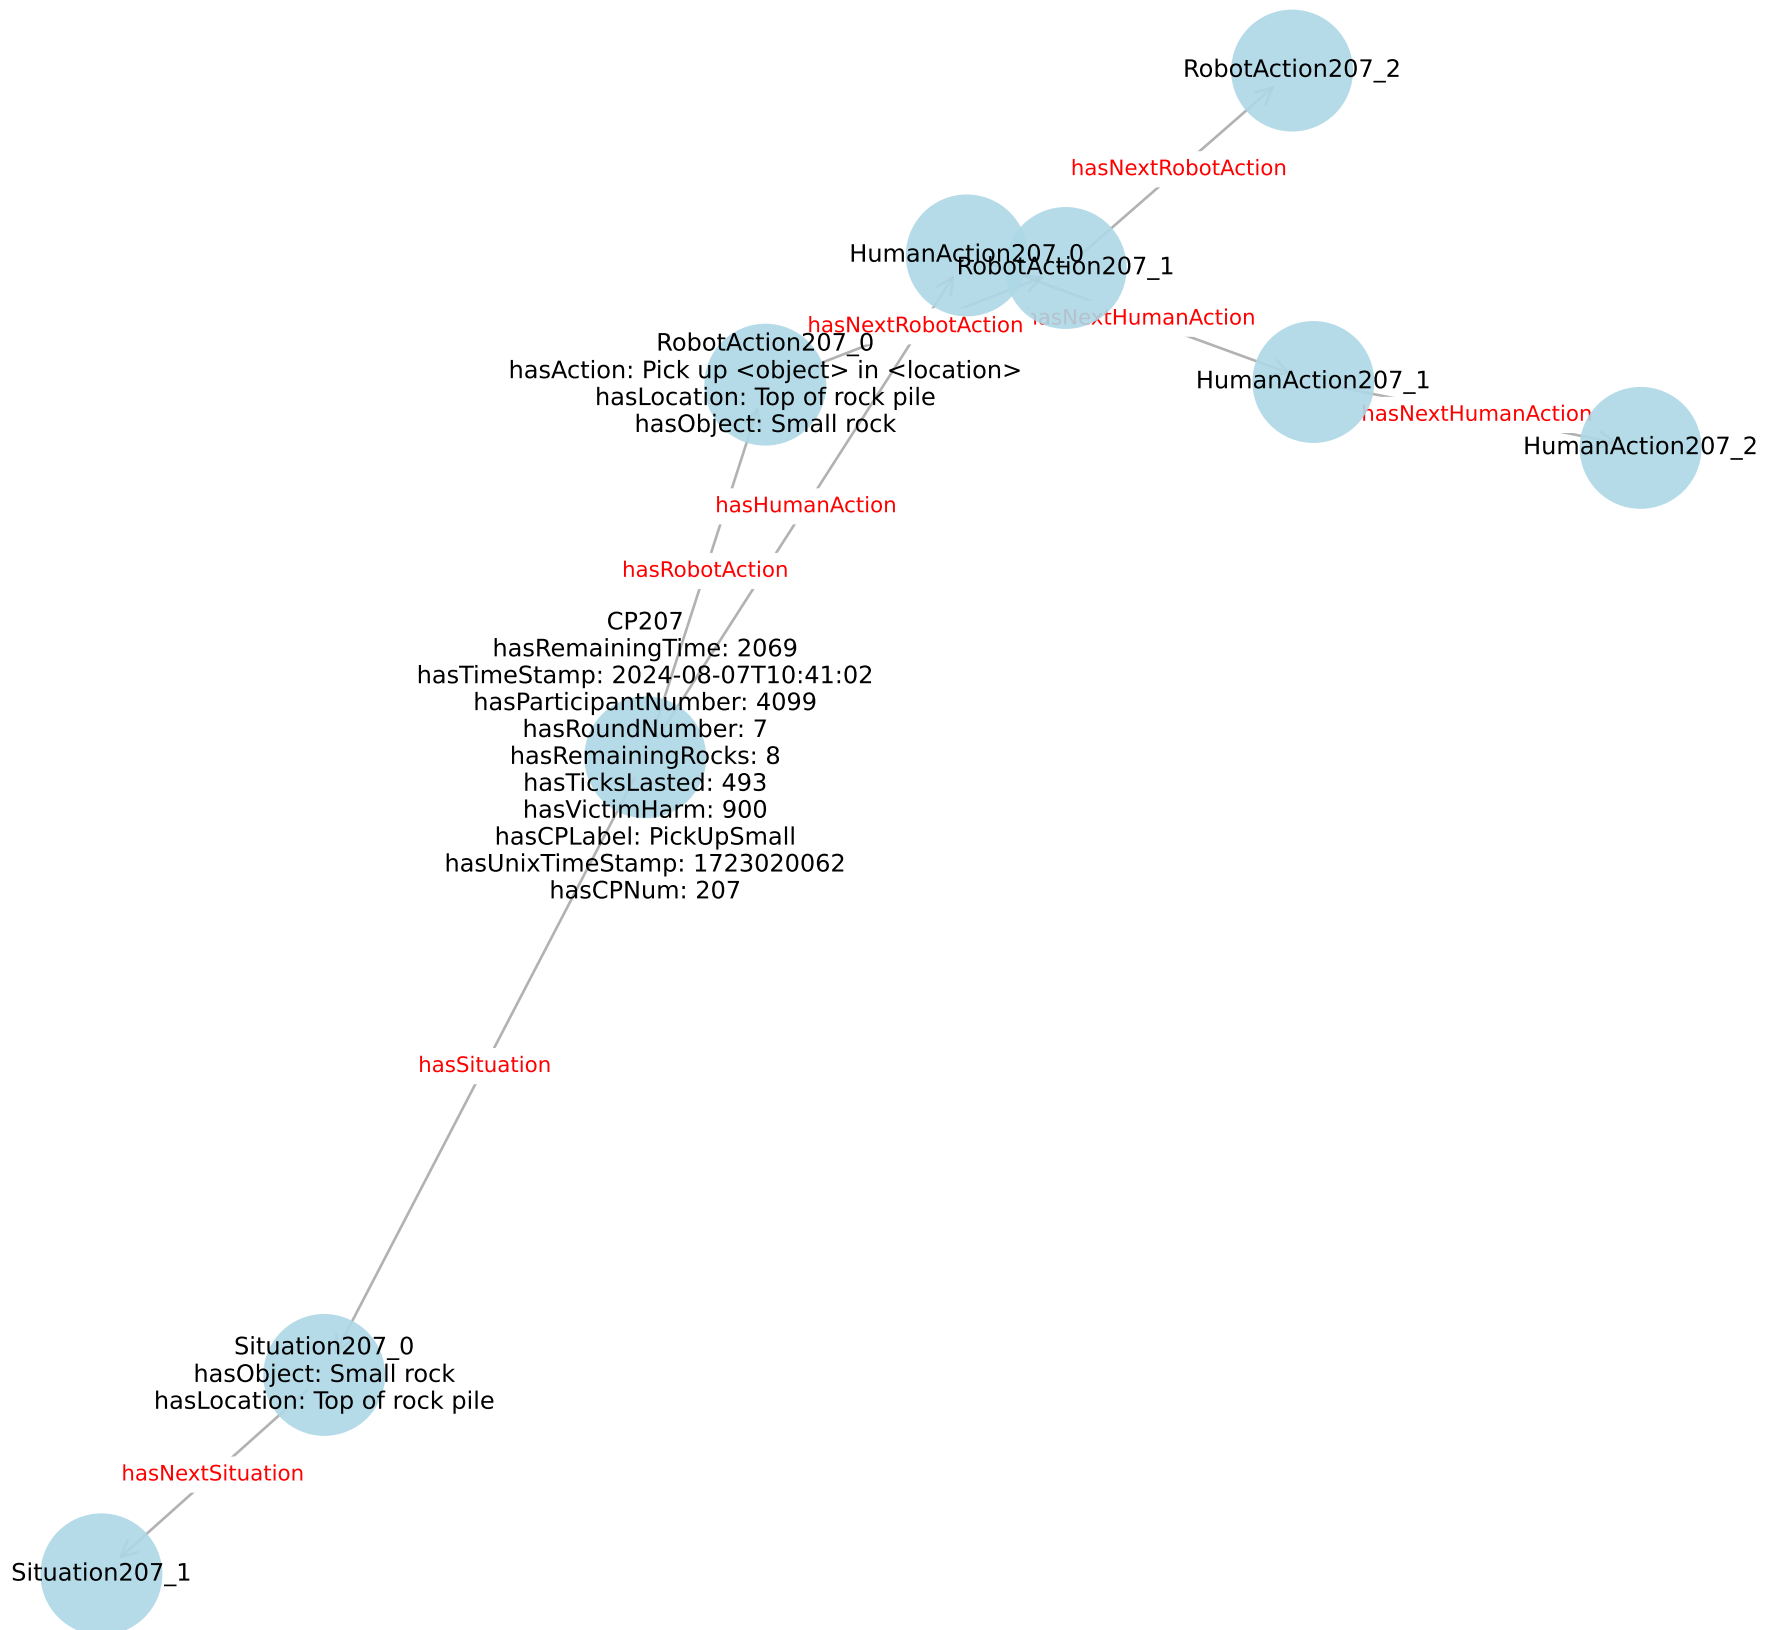 RobotAction207_2
hasNextRobotAction
HumanAction207_0
RobotAction207_1
hasNextHumanAction
hasNextRobotAction
RobotAction207_0
hasAction: Pick up <object> in <location>
hasLocation: Top of rock pile
hasObject: Small rock
HumanAction207_1
hasNextHumanAction
HumanAction207_2
hasHumanAction
hasRobotAction
CP207
hasRemainingTime: 2069
hasTimeStamp: 2024-08-07T10:41:02
hasParticipantNumber: 4099
hasRoundNumber: 7
hasRemainingRocks: 8
hasTicksLasted: 493
hasVictimHarm: 900
hasCPLabel: PickUpSmall
hasUnixTimeStamp: 1723020062
hasCPNum: 207
hasSituation
Situation207_0
hasObject: Small rock
hasLocation: Top of rock pile
hasNextSituation
Situation207_1